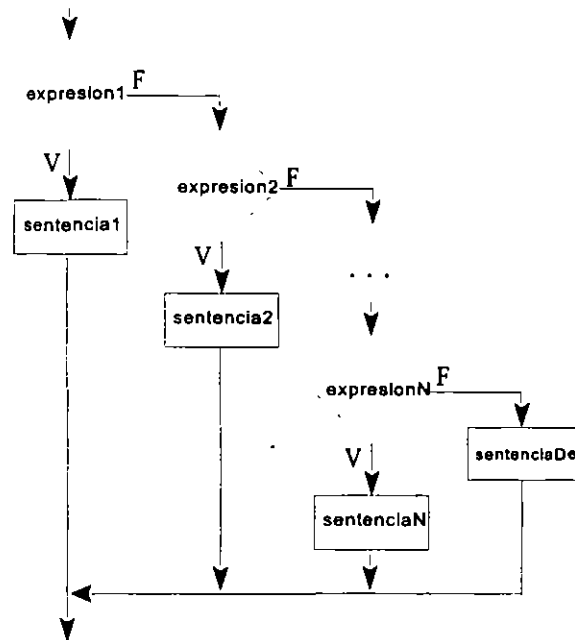 expresion1 F
V
expresion2 F
sentencia1
V
. . .
sentencia2
expresionN F
V
sentenciaDe
sentenciaN